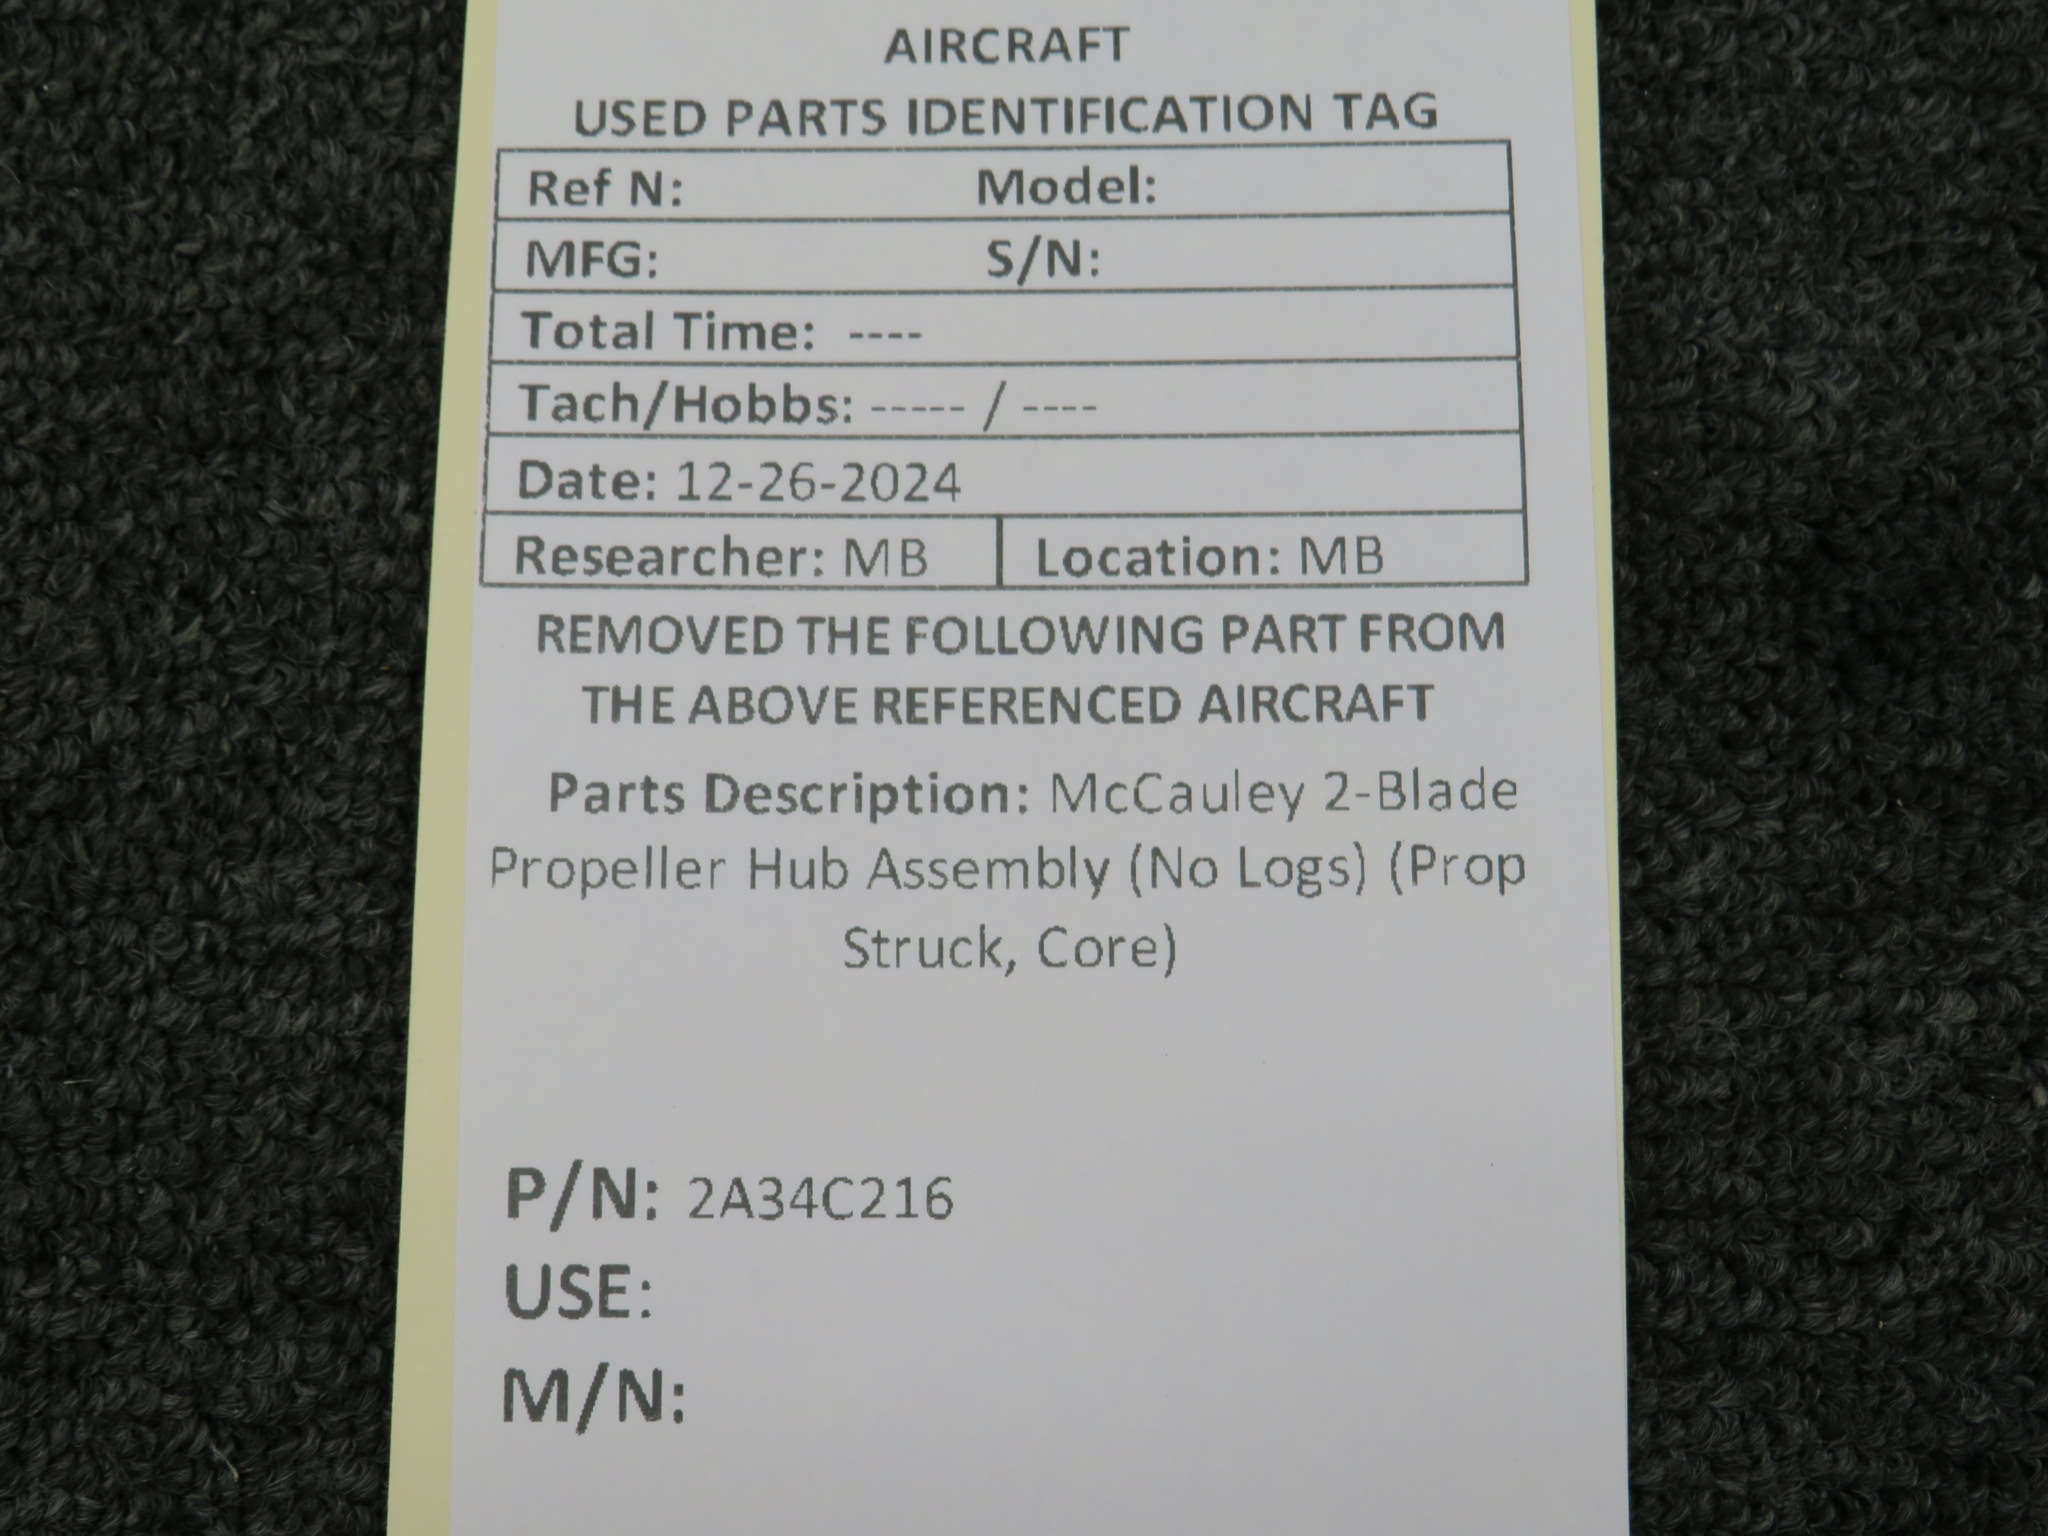 AIRCRAFT
USED PARTS IDENTIFICATION TAG
Ref N: Model:
MFG: S/N:
Total Time: ----
Tach/Hobbs: ----- / ----
Date: 12-26-2024
Researcher: MB Location: MB
REMOVED THE FOLLOWING PART FROM
THE ABOVE REFERENCED AIRCRAFT
Parts Description: McCauley 2-Blade
Propeller Hub Assembly (No Logs) (Prop
Struck, Core)
P/N: 2A34C216
USE:
M/N: